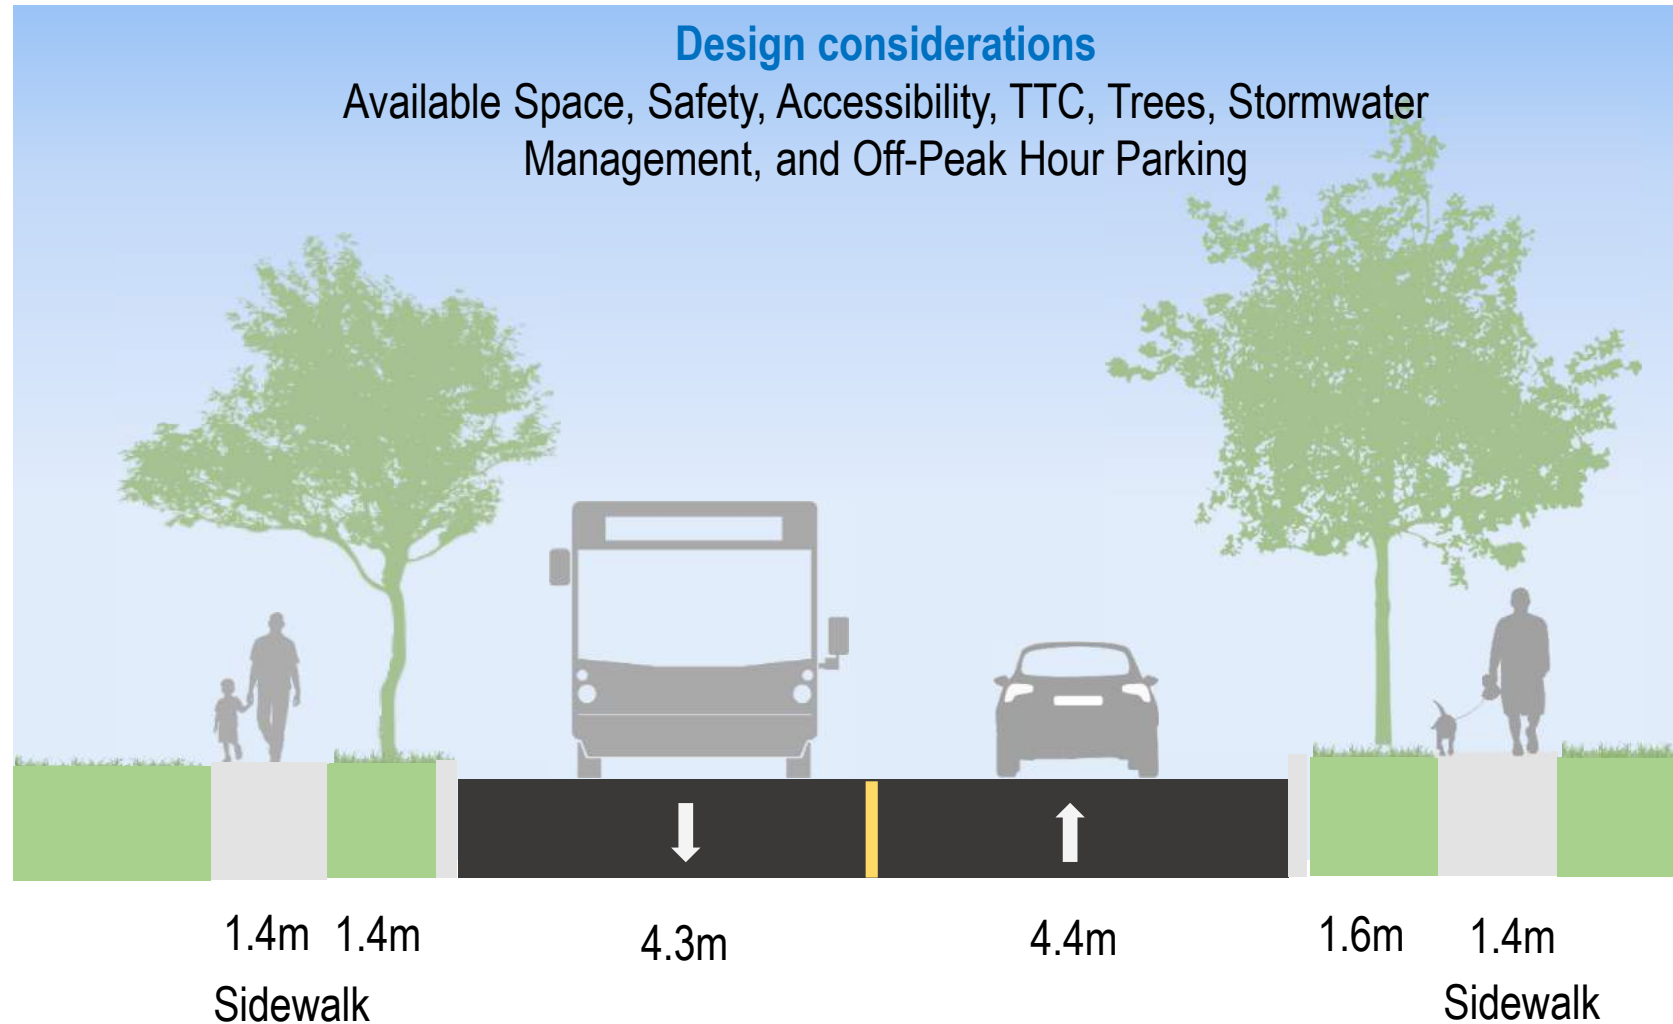 Design considerations
Available Space, Safety, Accessibility, TTC, Trees, Stormwater
Management, and Off-Peak Hour Parking
1.4m 1.4m 4.3m 4.4m 1.6m 1.4m
Sidewalk Sidewalk